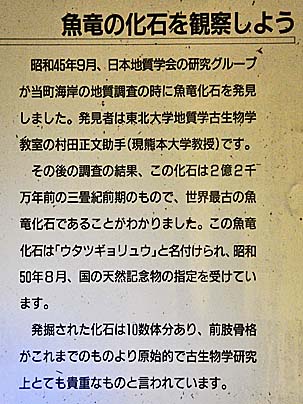 魚竜の化石を観察しよう
昭和45年9月、日本地質学会の研究グループ
が当町海岸の地質調査の時に魚竜化石を発見
しました。発見者は東北大学地質学古生物学
教室の村田正文助手(現熊本大学教授)です。
その後の調査の結果、この化石は2億2千
万年前の三畳紀前期のもので、世界最古の魚
竜化石であることがわかりました。この魚竜
化石は「ウタツギョリュウ」と名付けられ、昭和
50年8月、国の天然記念物の指定を受けてい
ます。
発掘された化石は10数体分あり、前肢骨格
がこれまでのものより原始的で古生物学研究
上とても貴重なものと言われています。